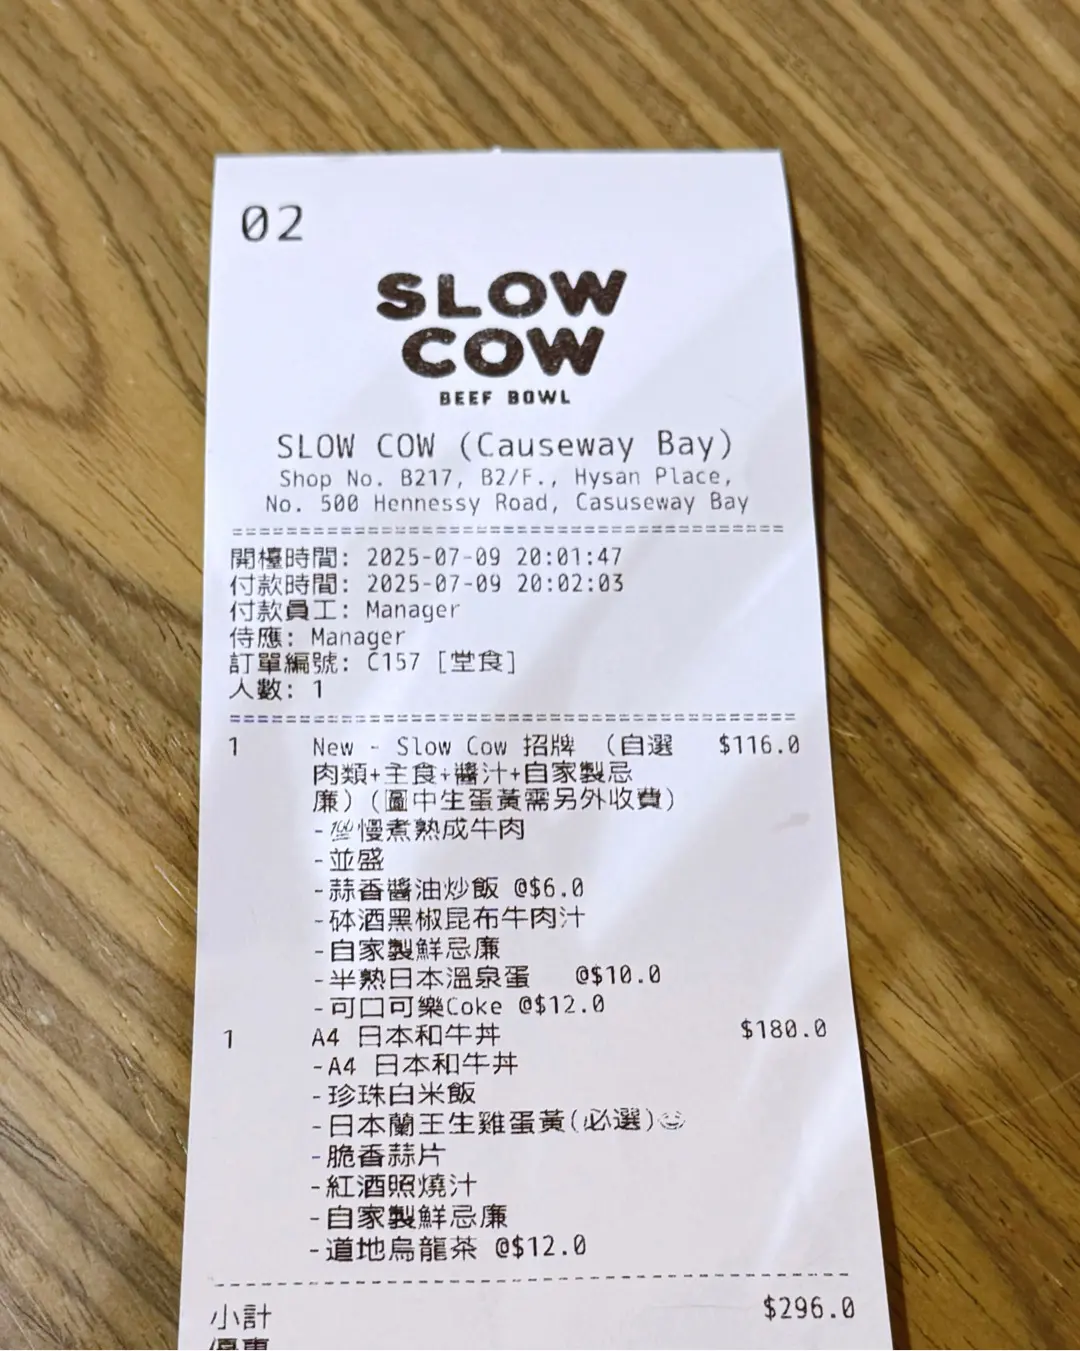 02
SLOW
COW
BEEF BOWL
SLOW COW (Causeway Bay)
Shop No. B217, B2/F., Hysan Place,
No. 500 Hennessy Road, Casuseway Bay
開檯時間: 2025-07-09 20:01:47
付款時間: 2025-07-09 20:02:03
付款員工: Manager
侍應: Manager
訂單編號: C157 [堂食]
人數: 1
1 New - Slow Cow 招牌 (自選 $116.0
肉類+主食+醬汁+自家製忌
廉) (圖中生蛋黃需另外收費)
-慢煮熟成牛肉
-並盛
-蒜香醬油炒飯 @$6.0
-砵酒黑椒昆布牛肉汁
-自家製鮮忌廉
-半熟日本溫泉蛋 @$10.0
-可口可樂Coke @$12.0
1 A4 日本和牛丼 $180.0
-A4 日本和牛丼
-珍珠白米飯
-日本蘭王生雞蛋黃(必選)
-脆香蒜片
-紅酒照燒汁
-自家製鮮忌廉
-道地烏龍茶 @$12.0
小計 $296.0